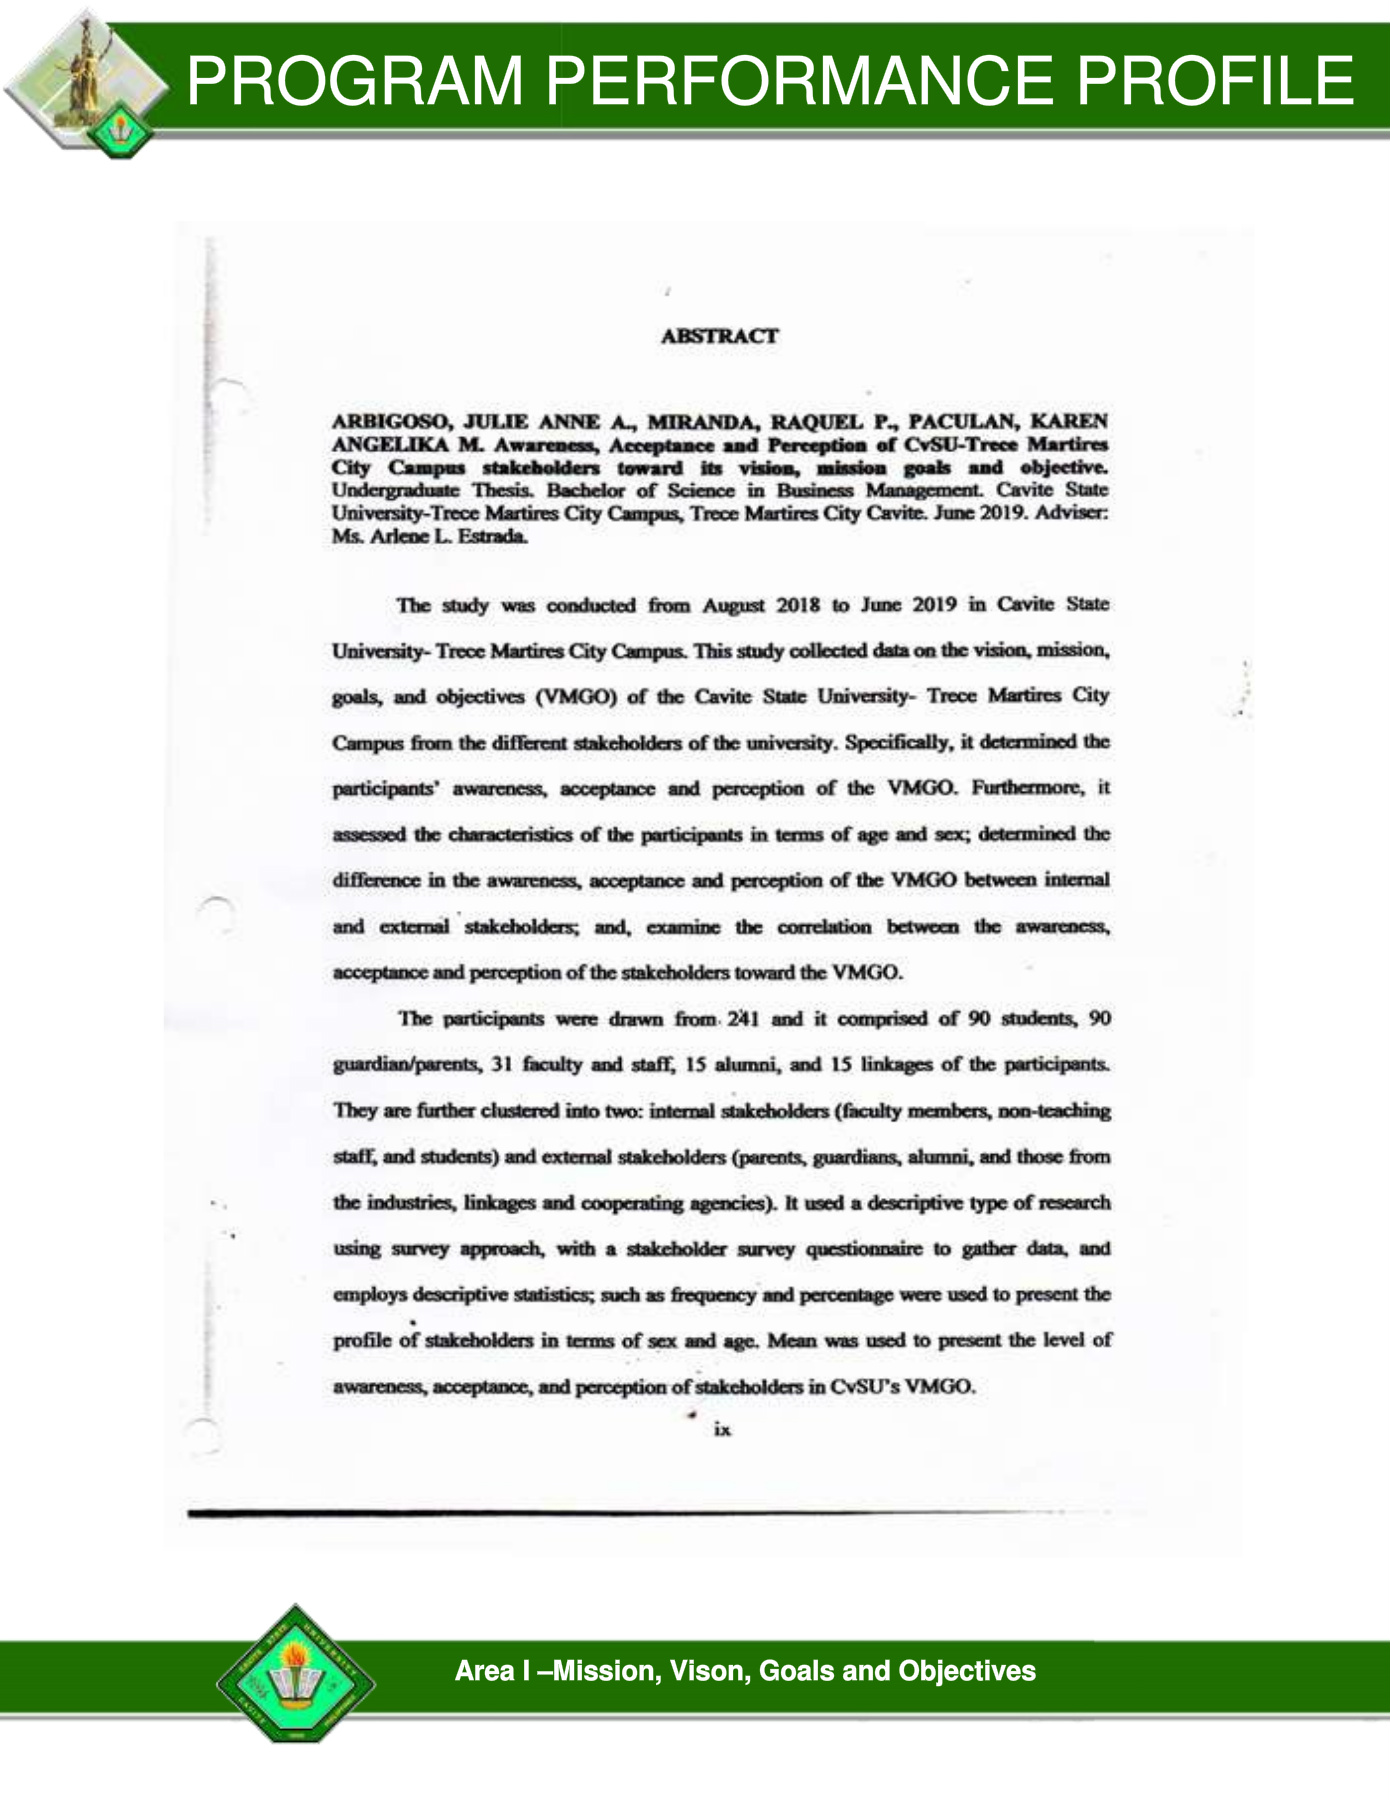 PROGRAM PERFORMANCE PROFILE
ABSTRACT
ARBIGOSO, JULIE ANNE A., MIRANDA, RAQUEL P., PACULAN, KAREN
ANGELIKA M. Awareness, Acceptance and Perception of CvSU-Trece Martires
City Campus stakeholders toward its vision, mission goals and objective.
Undergraduate Thesis. Bachelor of Science in Business Management. Cavite State
University-Trece Martires City Campus, Trece Martires City Cavite. June 2019. Adviser:
Ms. Arlene L. Estrada.
The study was conducted from August 2018 to June 2019 in Cavite State
University- Trece Martires City Campus. This study collected data on the vision, mission,
goals, and objectives (VMGO) of the Cavite State University- Trece Martires City
Campus from the different stakeholders of the university. Specifically, it determined the
participants' awareness, acceptance and perception of the VMGO. Furthermore, it
assessed the characteristics of the participants in terms of age and sex; determined the
difference in the awareness, acceptance and perception of the VMGO between internal
and external stakeholders; and, examine the correlation between the awareness,
acceptance and perception of the stakeholders toward the VMGO.
The participants were drawn from 241 and it comprised of 90 students, 90
guardian/parents, 31 faculty and staff, 15 alumni, and 15 linkages of the participants.
They are further clustered into two: internal stakeholders (faculty members, non-teaching
staff, and students) and external stakeholders (parents, guardians, alumni, and those from
the industries, linkages and cooperating agencies). It used a descriptive type of research
using survey approach, with a stakeholder survey questionnaire to gather data, and
employs descriptive statistics; such as frequency and percentage were used to present the
profile of stakeholders in terms of sex and age. Mean was used to present the level of
awareness, acceptance, and perception of stakeholders in CvSU's VMGO.
ix
CAVITE STATE UNIVERSITY
Area I –Mission, Vison, Goals and Objectives